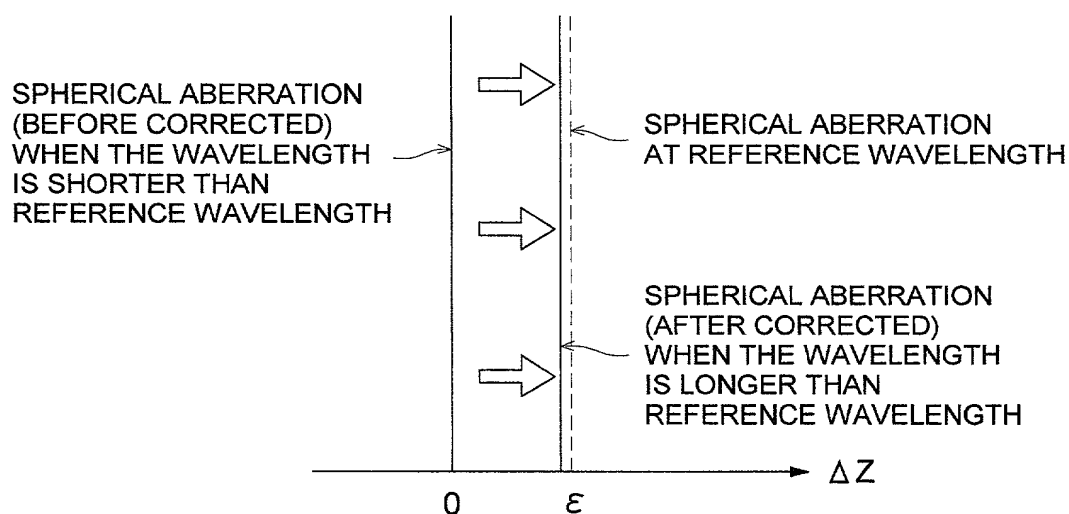 SPHERICAL ABERRATION
(BEFORE CORRECTED)
WHEN THE WAVELENGTH
IS SHORTER THAN
REFERENCE WAVELENGTH
SPHERICAL ABERRATION
AT REFERENCE WAVELENGTH
SPHERICAL ABERRATION
(AFTER CORRECTED)
WHEN THE WAVELENGTH
IS LONGER THAN
REFERENCE WAVELENGTH
ΔZ
0 ε